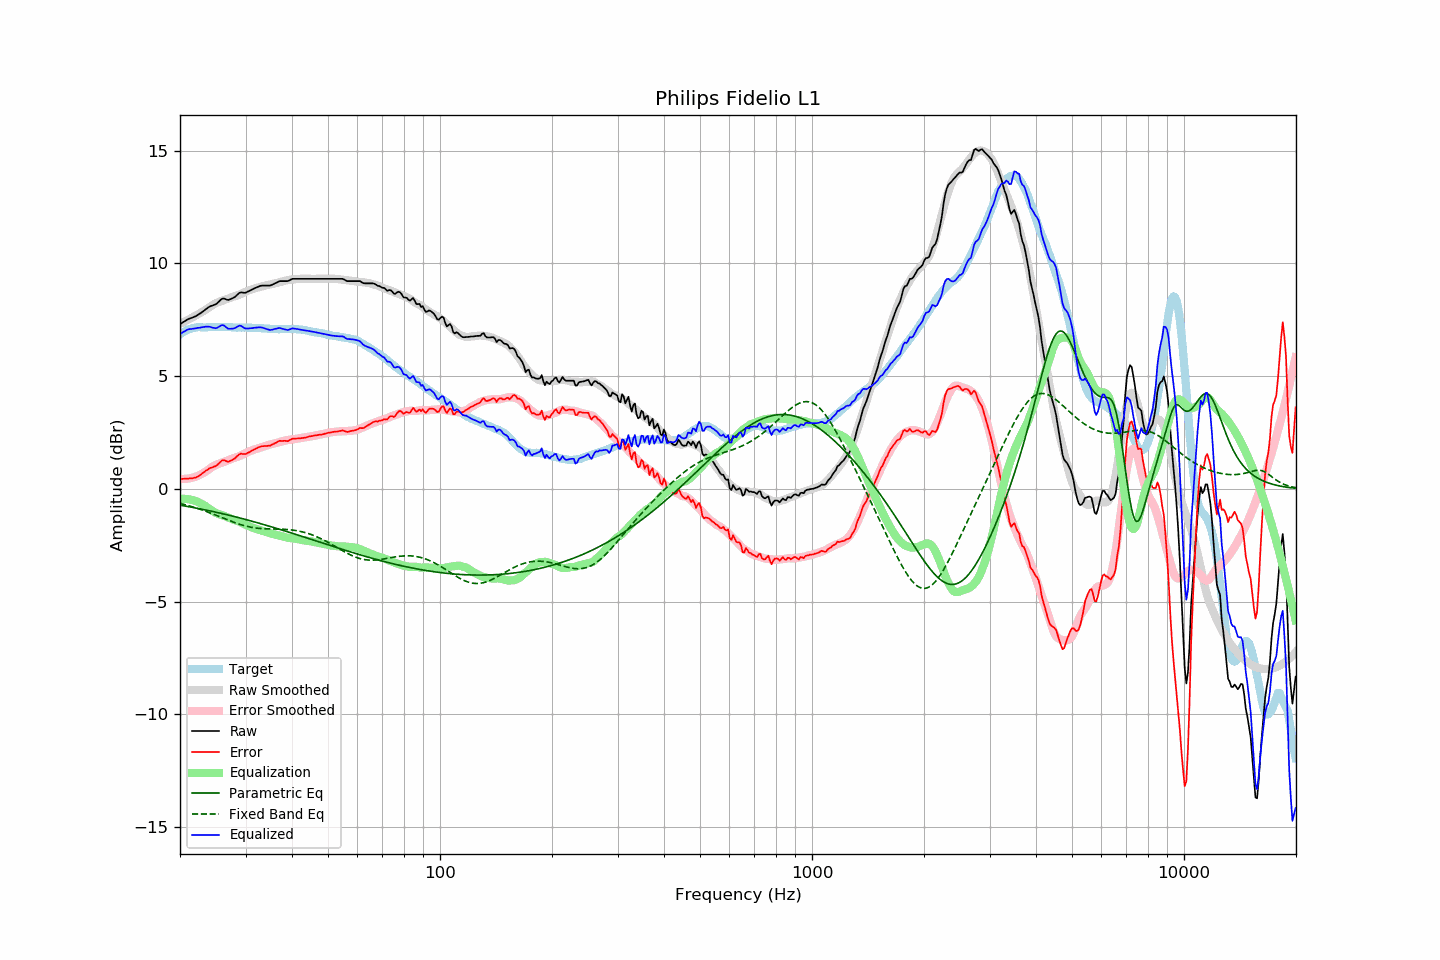 Philips Fidelio L1
Amplitude (dBr)
15
10
5
0
−5
−10
−15
Target
Raw Smoothed
Error Smoothed
Raw
Error
Equalization
Parametric Eq
Fixed Band Eq
Equalized
100
1000
10000
Frequency (Hz)